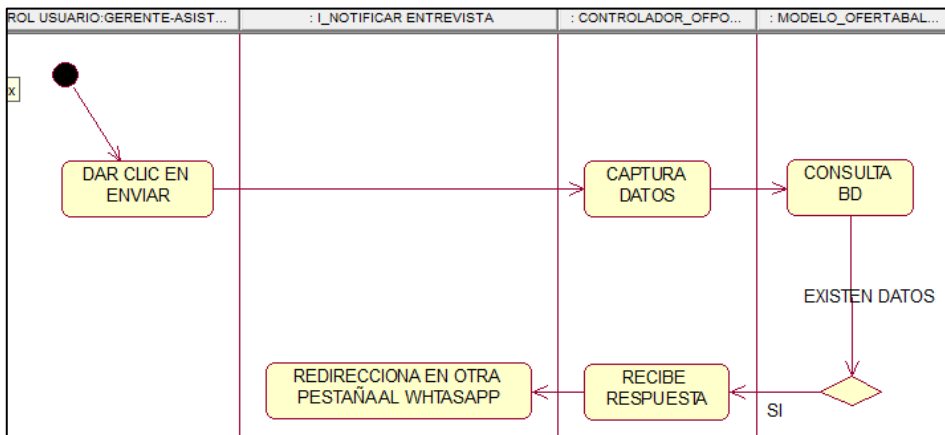 ROL USUARIO:GERENTE-ASIST...
: I_NOTIFICAR ENTREVISTA
: CONTROLADOR_OFPO...
: MODELO_OFERTABAL...
x
DAR CLIC EN
ENVIAR
CAPTURA
DATOS
CONSULTA
BD
EXISTEN DATOS
REDIRECCIONA EN OTRA
PESTAÑAAL WHTASAPP
RECIBE
RESPUESTA
SI